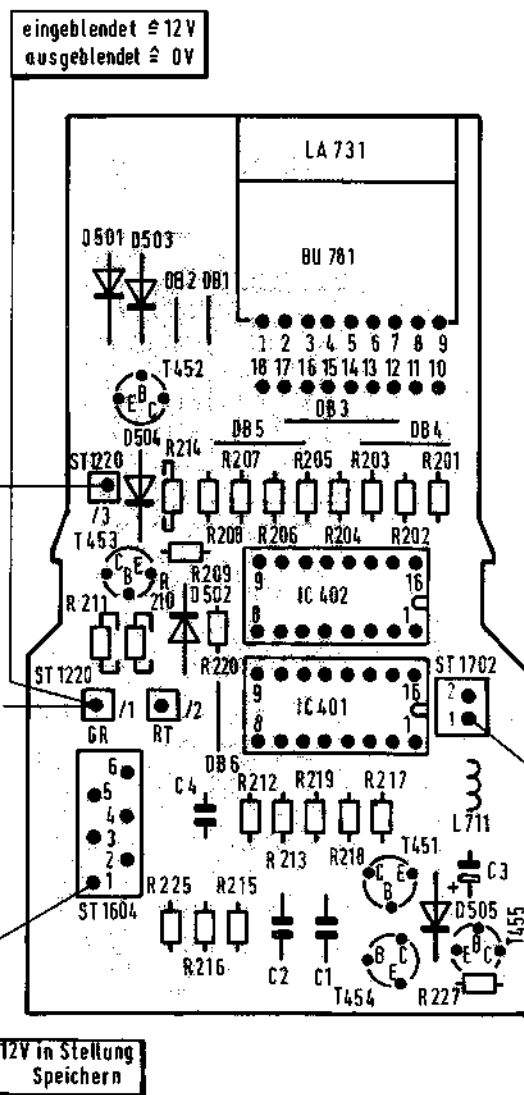 eingeblendet ≙ 12V
ausgeblendet ≙ 0V
LA 731
BU 781
D501 D503
DB2 DB1
1 2 3 4 5 6 7 8 9
18 17 16 15 14 13 12 11 10
T452
E B C
DB3
D504
DB5 DB4
R214
ST1220
R207 R205 R203 R201
/3
T453
R208 R206 R204 R202
C B E
R209
9 IC 402 16
8 1
R211
R210
D502
R220
ST 1220
ST 1702
9 IC401 16
8 1
2
1
/1 /2
GR RT
DB6
6
5
4
3
2
1
C4
R212 R219 R217
L711
R213 R218
T451
C E
B
+ C3
ST 1604
R225 R215
D505
T455
B
E C
R216
C2 C1
T454
B C
E
R227
12V in Stellung
Speichern